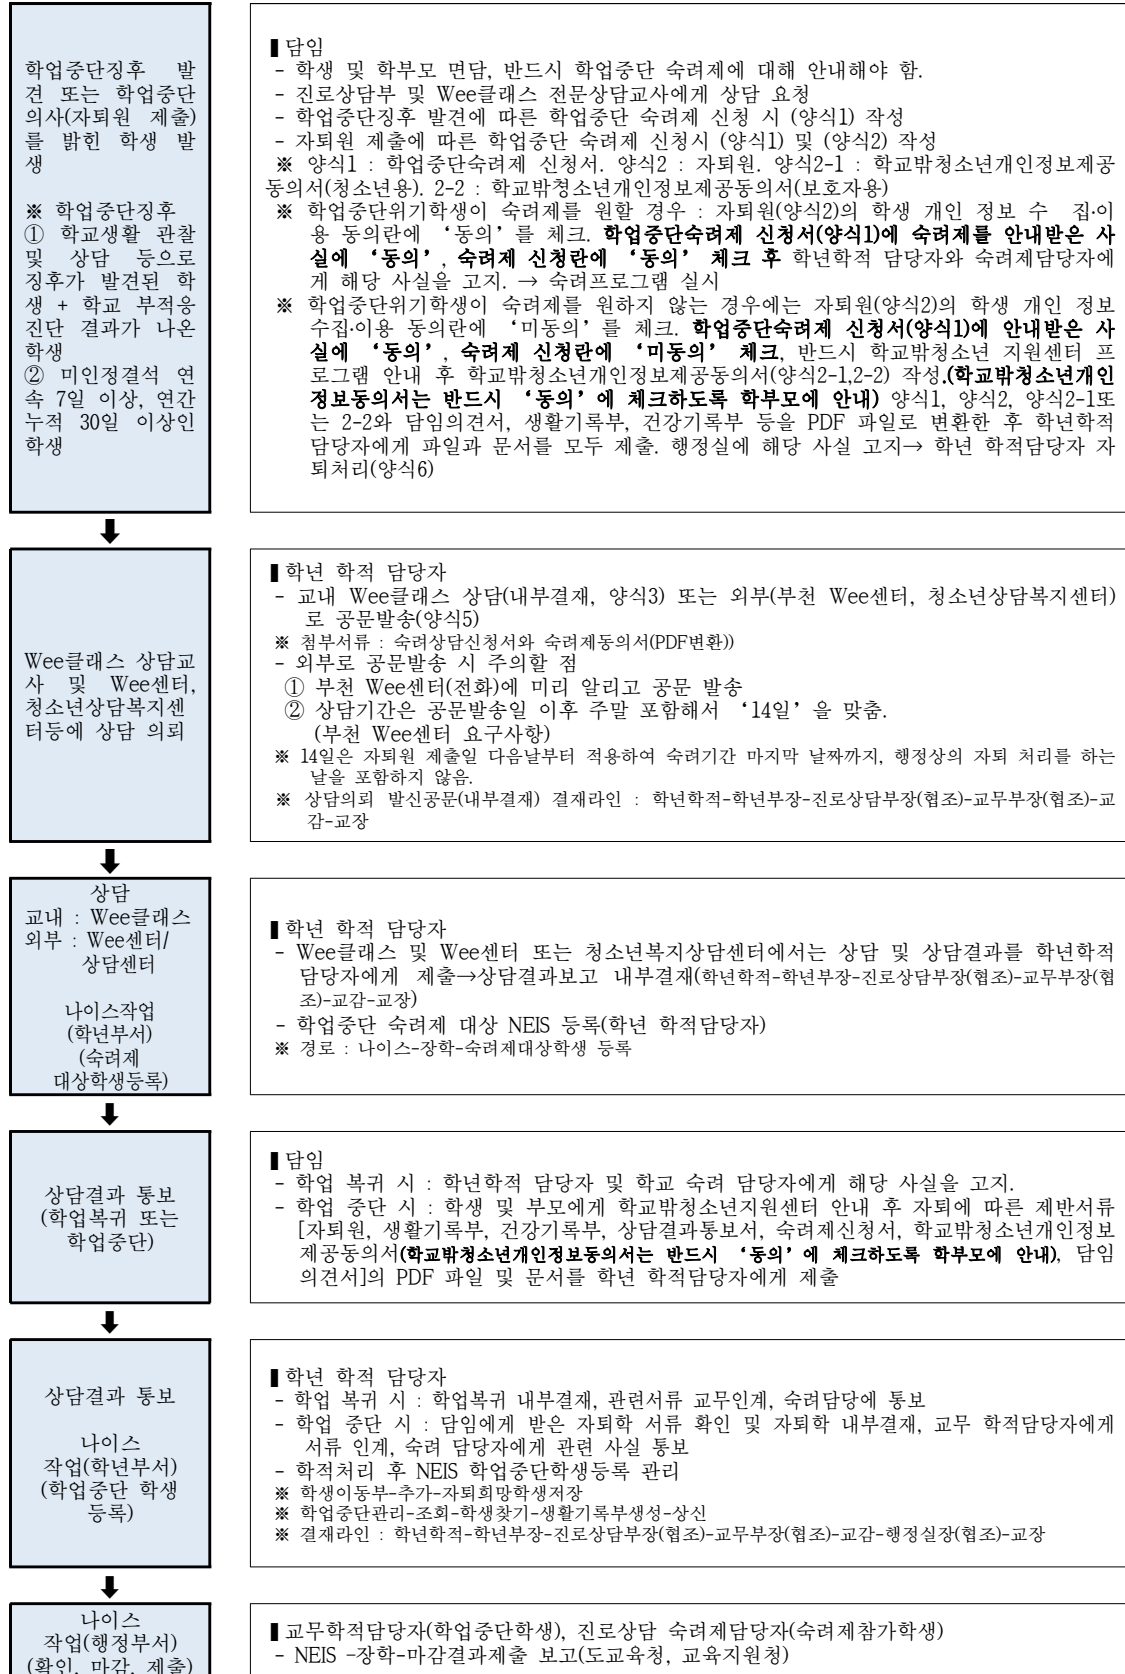 학업중단징후 발
견 또는 학업중단
의사(자퇴원 제출)
를 밝힌 학생 발
생
※ 학업중단징후
① 학교생활 관찰
및 상담 등으로
징후가 발견된 학
생 + 학교 부적응
진단 결과가 나온
학생
② 미인정결석 연
속 7일 이상, 연간
누적 30일 이상인
학생
▌담임
- 학생 및 학부모 면담, 반드시 학업중단 숙려제에 대해 안내해야 함.
- 진로상담부 및 Wee클래스 전문상담교사에게 상담 요청
- 학업중단징후 발견에 따른 학업중단 숙려제 신청 시 (양식1) 작성
- 자퇴원 제출에 따른 학업중단 숙려제 신청시 (양식1) 및 (양식2) 작성
※ 양식1 : 학업중단숙려제 신청서. 양식2 : 자퇴원. 양식2-1 : 학교밖청소년개인정보제공
동의서(청소년용). 2-2 : 학교밖쳥소년개인정보제공동의서(보호자용)
※ 학업중단위기학생이 숙려제를 원할 경우 : 자퇴원(양식2)의 학생 개인 정보 수 집·이
용 동의란에 ‘동의’를 체크. 학업중단숙려제 신청서(양식1)에 숙려제를 안내받은 사
실에 ‘동의’, 숙려제 신청란에 ‘동의’ 체크 후 학년학적 담당자와 숙려제담당자에
게 해당 사실을 고지. → 숙려프로그램 실시
※ 학업중단위기학생이 숙려제를 원하지 않는 경우에는 자퇴원(양식2)의 학생 개인 정보
수집·이용 동의란에 ‘미동의’를 체크. 학업중단숙려제 신청서(양식1)에 안내받은 사
실에 ‘동의’, 숙려제 신청란에 ‘미동의’ 체크, 반드시 학교밖청소년 지원센터 프
로그램 안내 후 학교밖청소년개인정보제공동의서(양식2-1,2-2) 작성.(학교밖청소년개인
정보동의서는 반드시 ‘동의’에 체크하도록 학부모에 안내) 양식1, 양식2, 양식2-1또
는 2-2와 담임의견서, 생활기록부, 건강기록부 등을 PDF 파일로 변환한 후 학년학적
담당자에게 파일과 문서를 모두 제출. 행정실에 해당 사실 고지→ 학년 학적담당자 자
퇴처리(양식6)
Wee클래스 상담교
사 및 Wee센터,
청소년상담복지센
터등에 상담 의뢰
▌학년 학적 담당자
- 교내 Wee클래스 상담(내부결재, 양식3) 또는 외부(부천 Wee센터, 청소년상담복지센터)
로 공문발송(양식5)
※ 첨부서류 : 숙려상담신청서와 숙려제동의서(PDF변환))
- 외부로 공문발송 시 주의할 점
① 부천 Wee센터(전화)에 미리 알리고 공문 발송
② 상담기간은 공문발송일 이후 주말 포함해서 ‘14일’을 맞춤.
(부천 Wee센터 요구사항)
※ 14일은 자퇴원 제출일 다음날부터 적용하여 숙려기간 마지막 날짜까지, 행정상의 자퇴 처리를 하는
날을 포함하지 않음.
※ 상담의뢰 발신공문(내부결재) 결재라인 : 학년학적-학년부장-진로상담부장(협조)-교무부장(협조)-교
감-교장
상담
교내 : Wee클래스
외부 : Wee센터/
상담센터
나이스작업
(학년부서)
(숙려제
대상학생등록)
▌학년 학적 담당자
- Wee클래스 및 Wee센터 또는 청소년복지상담센터에서는 상담 및 상담결과를 학년학적
담당자에게 제출→상담결과보고 내부결재(학년학적-학년부장-진로상담부장(협조)-교무부장(협
조)-교감-교장)
- 학업중단 숙려제 대상 NEIS 등록(학년 학적담당자)
※ 경로 : 나이스-장학-숙려제대상학생 등록
상담결과 통보
(학업복귀 또는
학업중단)
▌담임
- 학업 복귀 시 : 학년학적 담당자 및 학교 숙려 담당자에게 해당 사실을 고지.
- 학업 중단 시 : 학생 및 부모에게 학교밖청소년지원센터 안내 후 자퇴에 따른 제반서류
[자퇴원, 생활기록부, 건강기록부, 상담결과통보서, 숙려제신청서, 학교밖청소년개인정보
제공동의서(학교밖청소년개인정보동의서는 반드시 ‘동의’에 체크하도록 학부모에 안내), 담임
의견서]의 PDF 파일 및 문서를 학년 학적담당자에게 제출
상담결과 통보
나이스
작업(학년부서)
(학업중단 학생
등록)
▌학년 학적 담당자
- 학업 복귀 시 : 학업복귀 내부결재, 관련서류 교무인계, 숙려담당에 통보
- 학업 중단 시 : 담임에게 받은 자퇴학 서류 확인 및 자퇴학 내부결재, 교무 학적담당자에게
서류 인계, 숙려 담당자에게 관련 사실 통보
- 학적처리 후 NEIS 학업중단학생등록 관리
※ 학생이동부-추가-자퇴희망학생저장
※ 학업중단관리-조회-학생찾기-생활기록부생성-상신
※ 결재라인 : 학년학적-학년부장-진로상담부장(협조)-교무부장(협조)-교감-행정실장(협조)-교장
나이스
작업(행정부서)
(확인, 마감, 제출)
▌교무학적담당자(학업중단학생), 진로상담 숙려제담당자(숙려제참가학생)
- NEIS -장학-마감결과제출 보고(도교육청, 교육지원청)